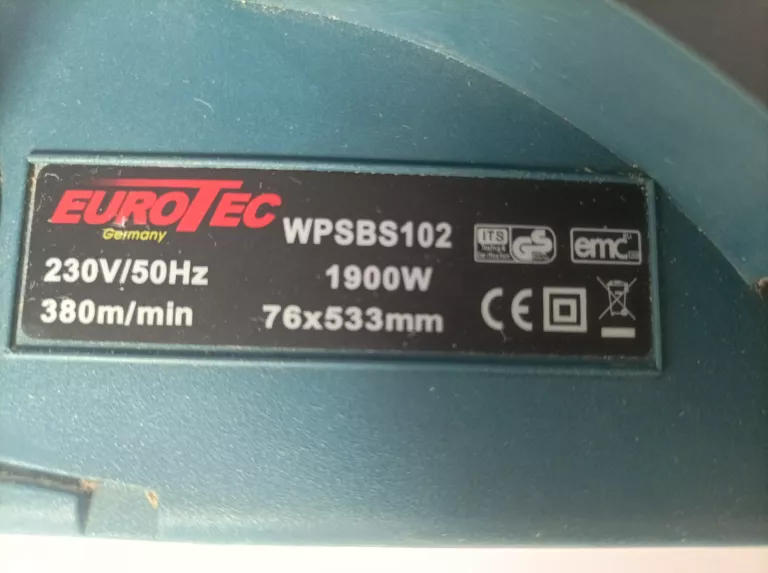 EUROTEC
Germany
WPSBS102
230V/50Hz
1900W
380m/min
76x533mm
ITS
GS
emc
CE